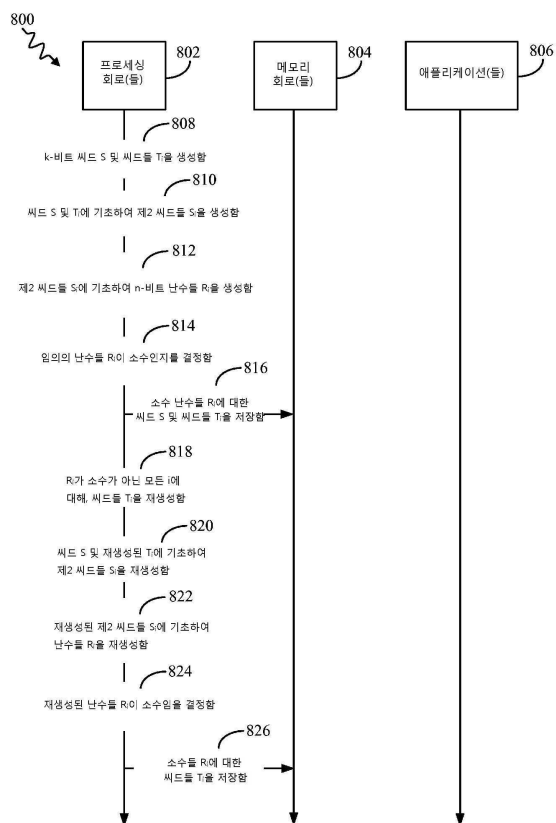 800
프로세싱
회로(들)
802
메모리
회로(들)
804
애플리케이션(들)
806
808
k-비트 씨드 S 및 씨드들 Ti을 생성함
810
씨드 S 및 Ti에 기초하여 제2 씨드들 Si을 생성함
812
제2 씨드들 Si에 기초하여 n-비트 난수들 Ri을 생성함
814
임의의 난수들 Ri이 소수인지를 결정함
816
소수 난수들 Ri에 대한
씨드 S 및 씨드들 Ti을 저장함
818
Ri가 소수가 아닌 모든 i에
대해, 씨드들 Ti을 재생성함
820
씨드 S 및 재생성된 Ti에 기초하여
제2 씨드들 Si을 재생성함
822
재생성된 제2 씨드들 Si에 기초하여
난수들 Ri을 재생성함
824
재생성된 난수들 Ri이 소수임을 결정함
826
소수들 Ri에 대한
씨드들 Ti을 저장함